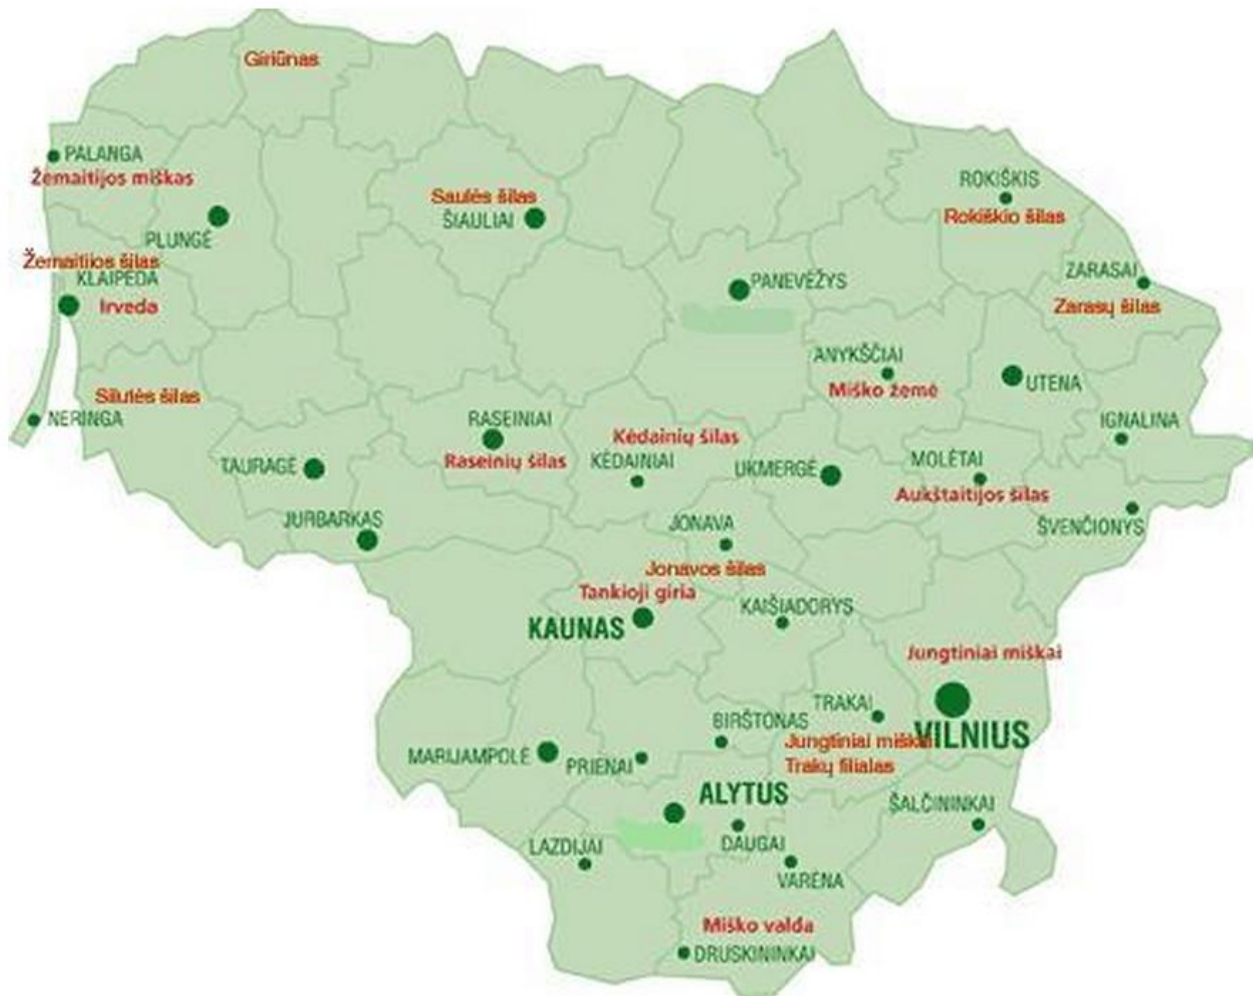 Giriūnas
PALANGA
Žemaitijos miškas
ROKIŠKIS
Saulės šilas
Rokiškio šilas
ŠIAULIAI
PLUNGĖ
Žemaitijos šilas
KLAIPĖDA
ZARASAI
PANEVĖŽYS
Irveda
Zarasų šilas
ANYKŠČIAI
UTENA
Miško žemė
Silutės šilas
NERINGA
RASEINIAI
IGNALINA
Kėdainių šilas
TAURAGĖ
Raseinių šilas
KĖDAINIAI
UKMERGĖ
MOLĖTAI
Aukštaitijos šilas
JURBARKAS
JONAVA
ŠVENČIONYS
Jonavos šilas
Tankioji giria
KAUNAS
KAIŠIADORYS
Jungtiniai miškai
TRAKAI
BIRŠTONAS
VILNIUS
Jungtiniai miškai
Trakų filialas
MARIJAMPOLĖ
PRIENAI
ALYTUS
ŠALČININKAI
LAZDIJAI
DAUGAI
VARĖNA
Miško valda
DRUSKININKAI